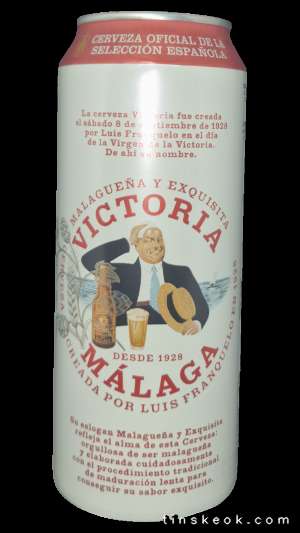 CERVEZA OFICIAL DE LA
SELECCIÓN ESPAÑOLA
La cerveza Victoria fue creada
el sábado 8 de septiembre de 1928
por Luis Franquelo en el día
de la Virgen de la Victoria.
De ahí su nombre.
MALAGUEÑA Y EXQUISITA
VICTORIA
DESDE 1928
MÁLAGA
CREADA POR LUIS FRANQUELO EN 1928
CERVEZA
Su eslogan Malagueña y Exquisita
refleja el alma de esta Cerveza:
orgullosa de ser malagueña
y elaborada cuidadosamente
con el procedimiento tradicional
de maduración lenta para
conseguir su sabor exquisito.
tinskeok.com